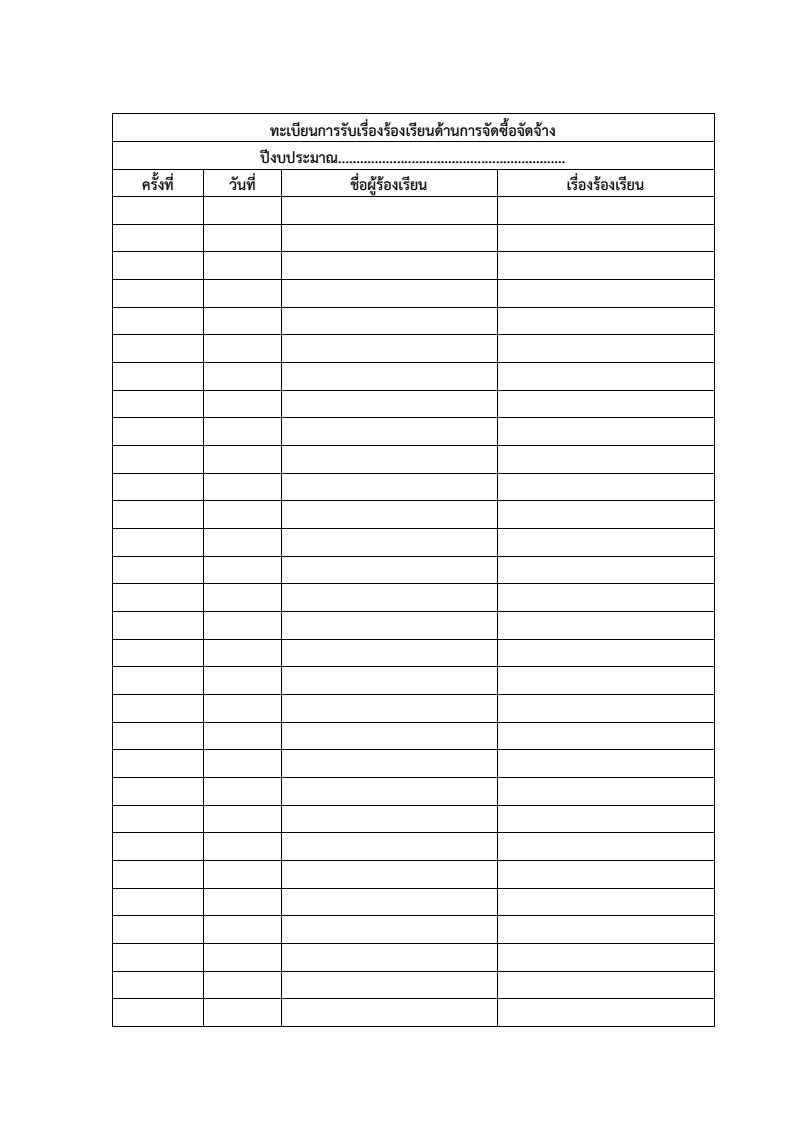 ทะเบียนการรับเรื่องร้องเรียนด้านการจัดซื้อจัดจ้าง
ปีงบประมาณ..............................................................
ครั้งที่ วันที่ ชื่อผู้ร้องเรียน เรื่องร้องเรียน